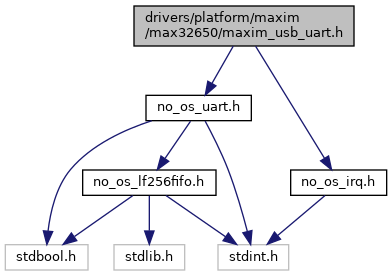 drivers/platform/maxim
/max32650/maxim_usb_uart.h
no_os_uart.h
no_os_lf256fifo.h
no_os_irq.h
stdbool.h
stdlib.h
stdint.h